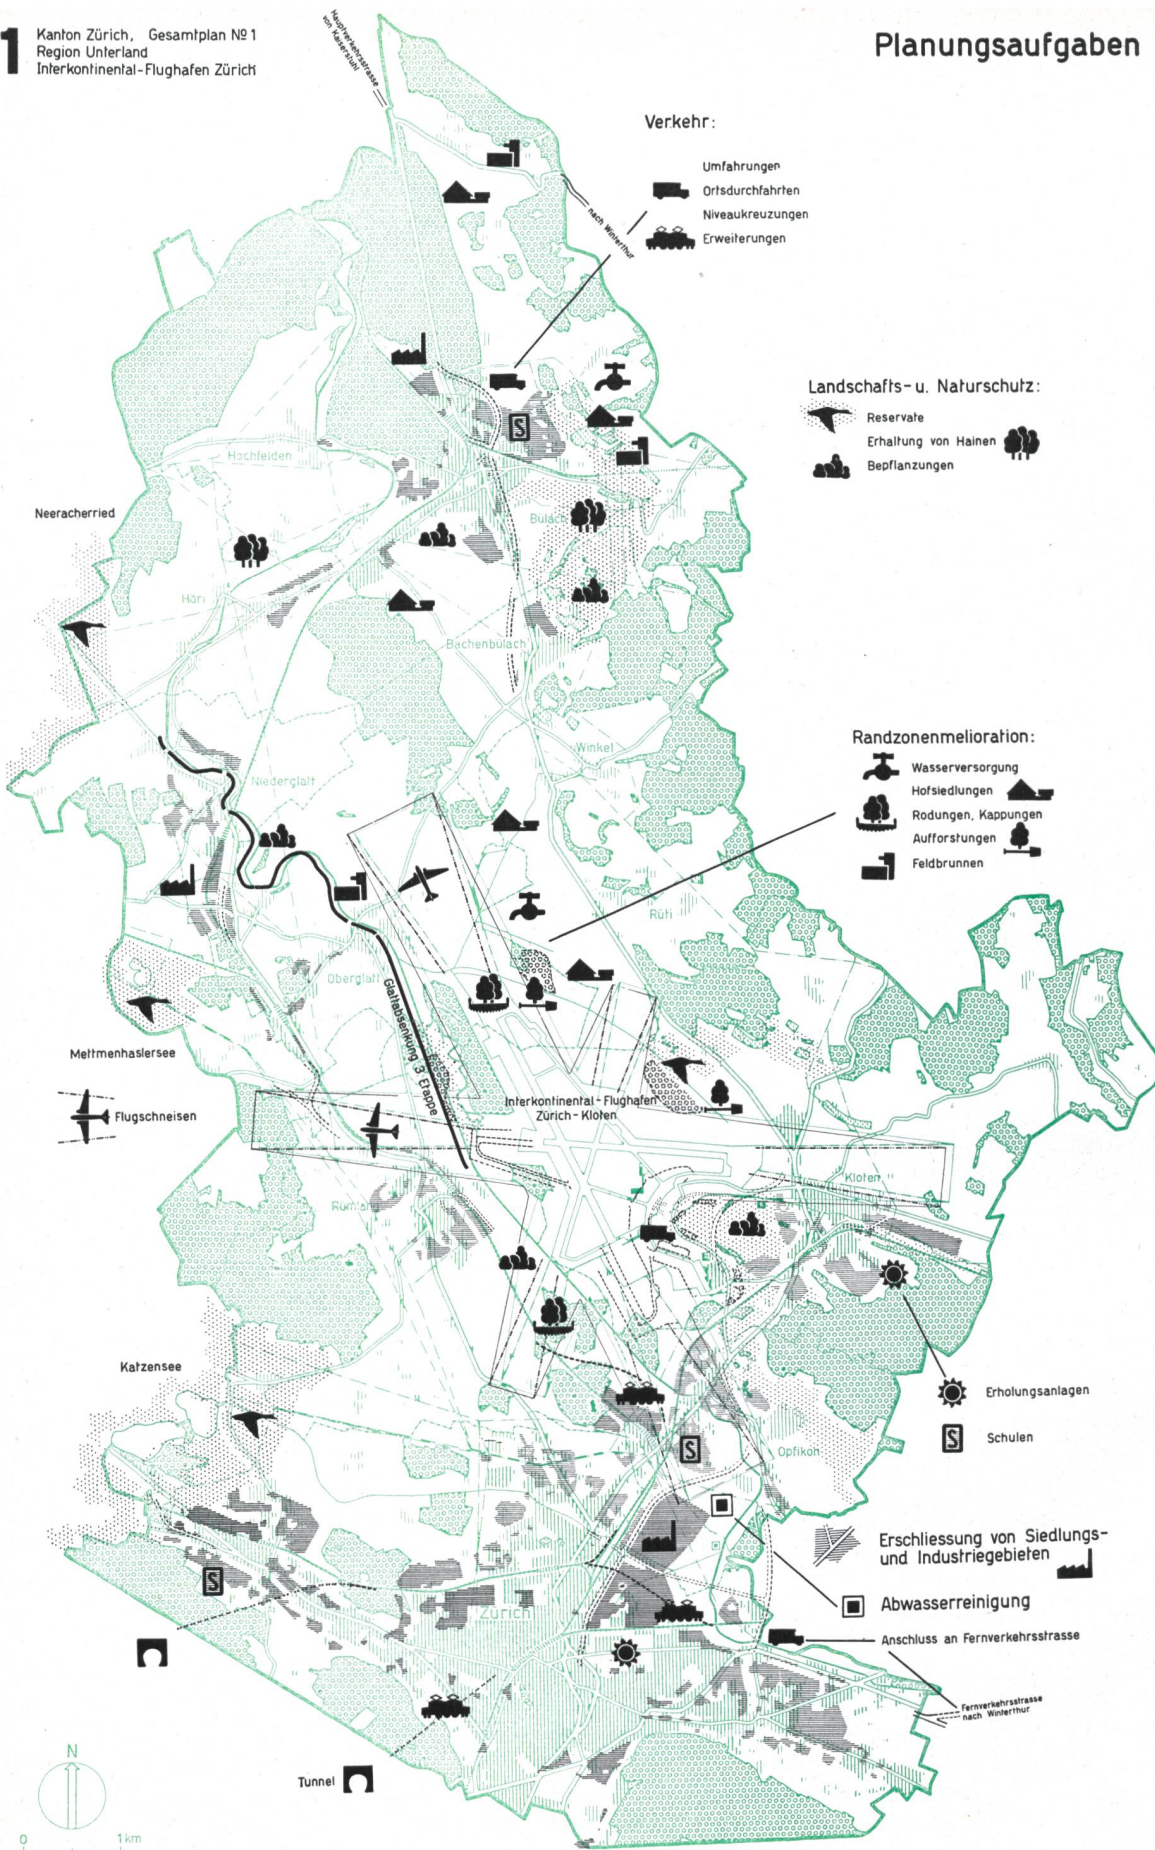 1
Kanton Zürich, Gesamtplan Nº 1
Region Unterland
Interkontinental-Flughafen Zürich
Planungsaufgaben
Hauptverkehrsstrasse
von Kaiserstuhl
Verkehr:
Umfahrungen
Ortsdurchfahrten
Niveaukreuzungen
Erweiterungen
nach Winterthur
Landschafts- u. Naturschutz:
Reservate
Erhaltung von Hainen
Bepflanzungen
S
Hochfelden
Neeracherried
Bülach
Höri
Bachenbülach
Winkel
Niederglatt
Randzonenmelioration:
Wasserversorgung
Hofsiedlungen
Rodungen, Kappungen
Aufforstungen
Feldbrunnen
Rüti
Oberglatt
Glattabsenkung 3. Etappe
Mettmenhaslersee
Flugschneisen
Interkontinental-Flughafen
Zürich-Kloten
Kloten
Rümlang
Katzensee
Erholungsanlagen
S
Schulen
S
Opfikon
Erschliessung von Siedlungs-
und Industriegebieten
S
Zürich
Abwasserreinigung
Anschluss an Fernverkehrsstrasse
Fernverkehrsstrasse
nach Winterthur
Tunnel
N
0 1 km